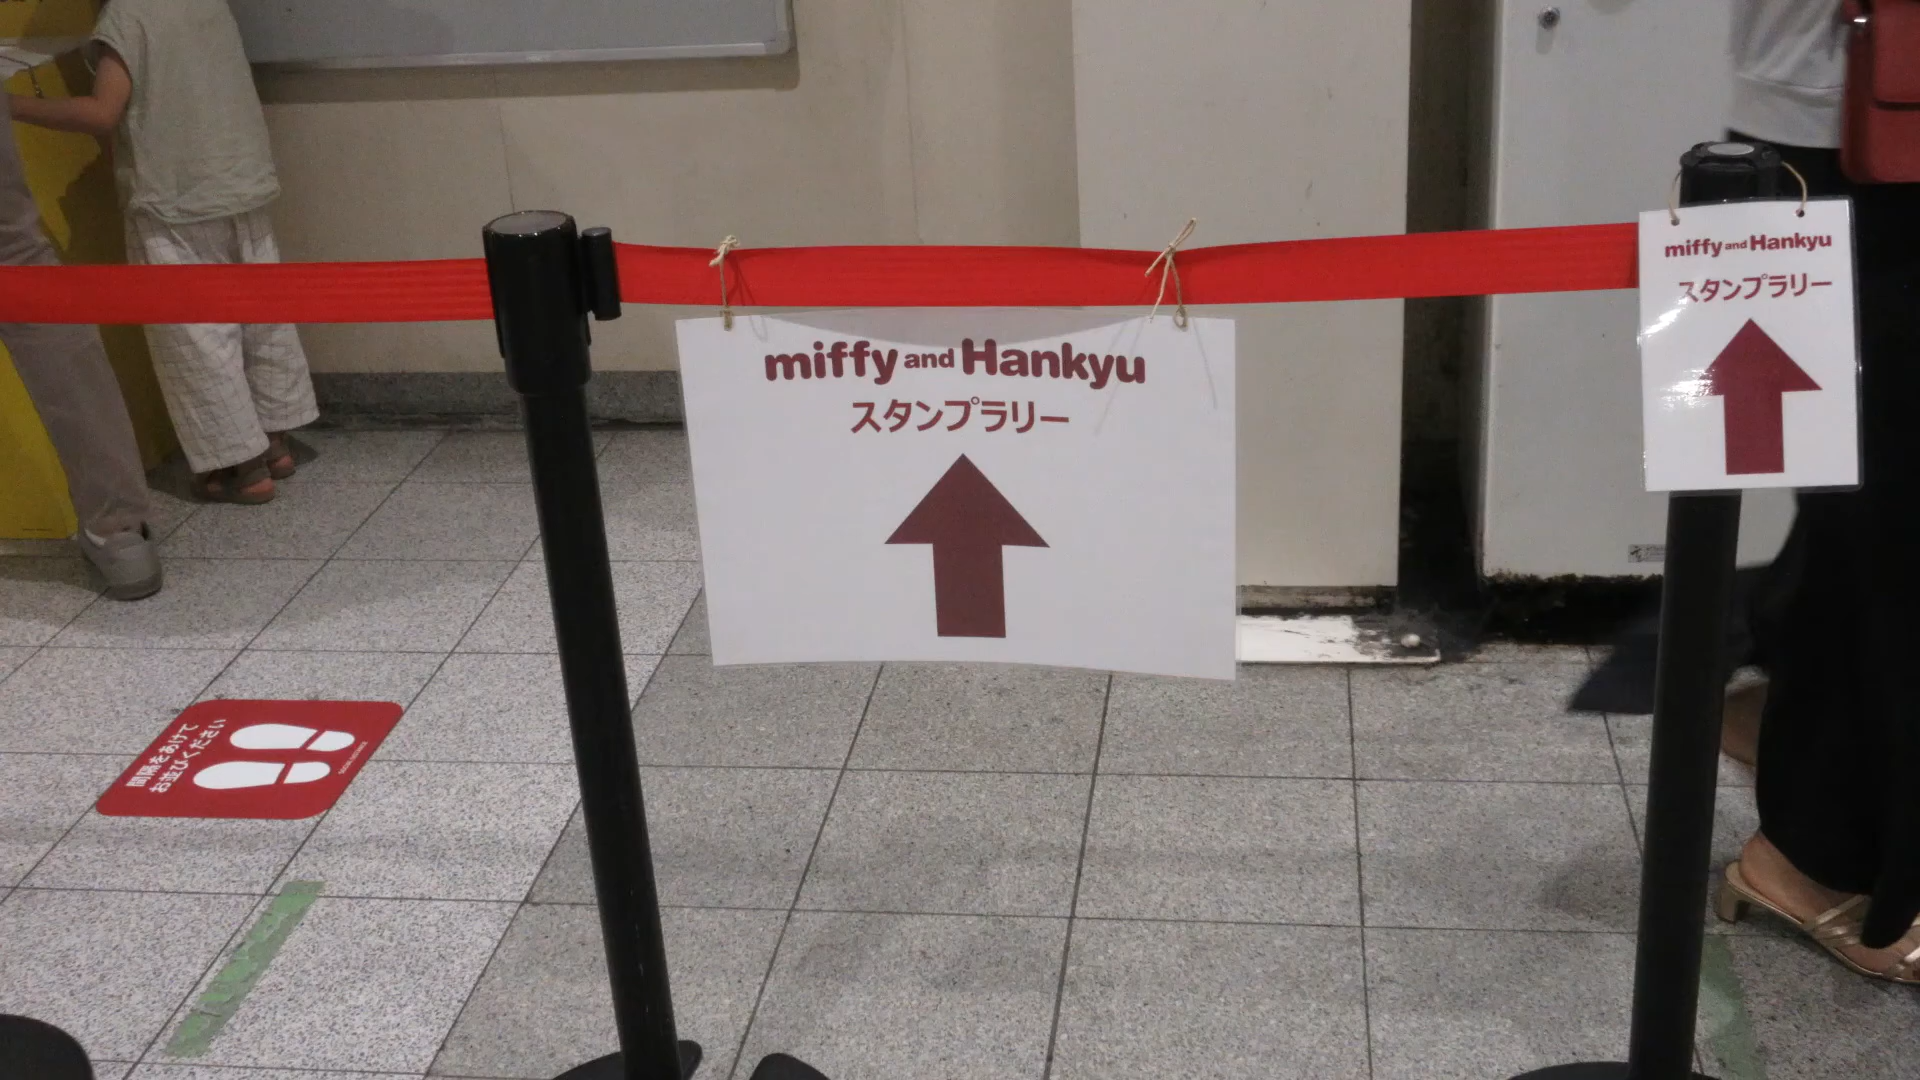 miffy and Hankyu
スタンプラリー
miffy and Hankyu
スタンプラリー
間隔をあけて
お並びください